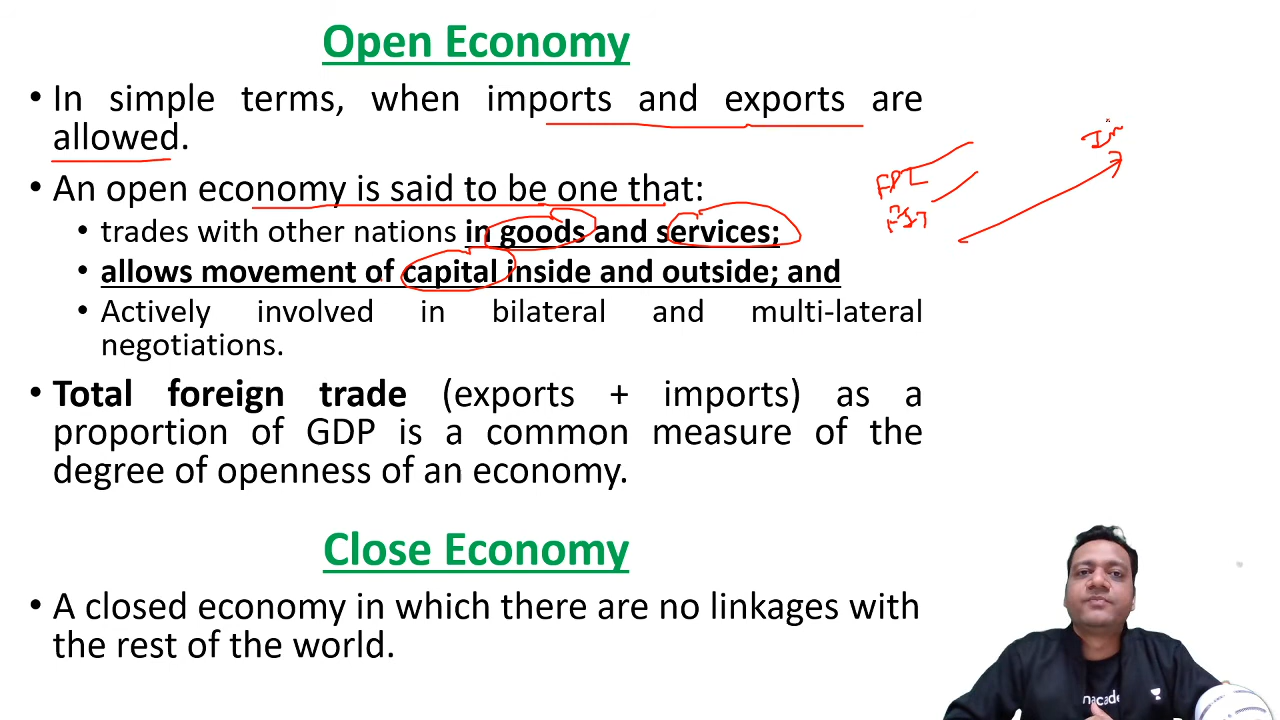 Open Economy
• In simple terms, when imports and exports are
allowed.
• An open economy is said to be one that:
• trades with other nations in goods and services;
• allows movement of capital inside and outside; and
• Actively involved in bilateral and multi-lateral
negotiations.
• Total foreign trade (exports + imports) as a
proportion of GDP is a common measure of the
degree of openness of an economy.
Close Economy
• A closed economy in which there are no linkages with
the rest of the world.
FPI
Im
nacade